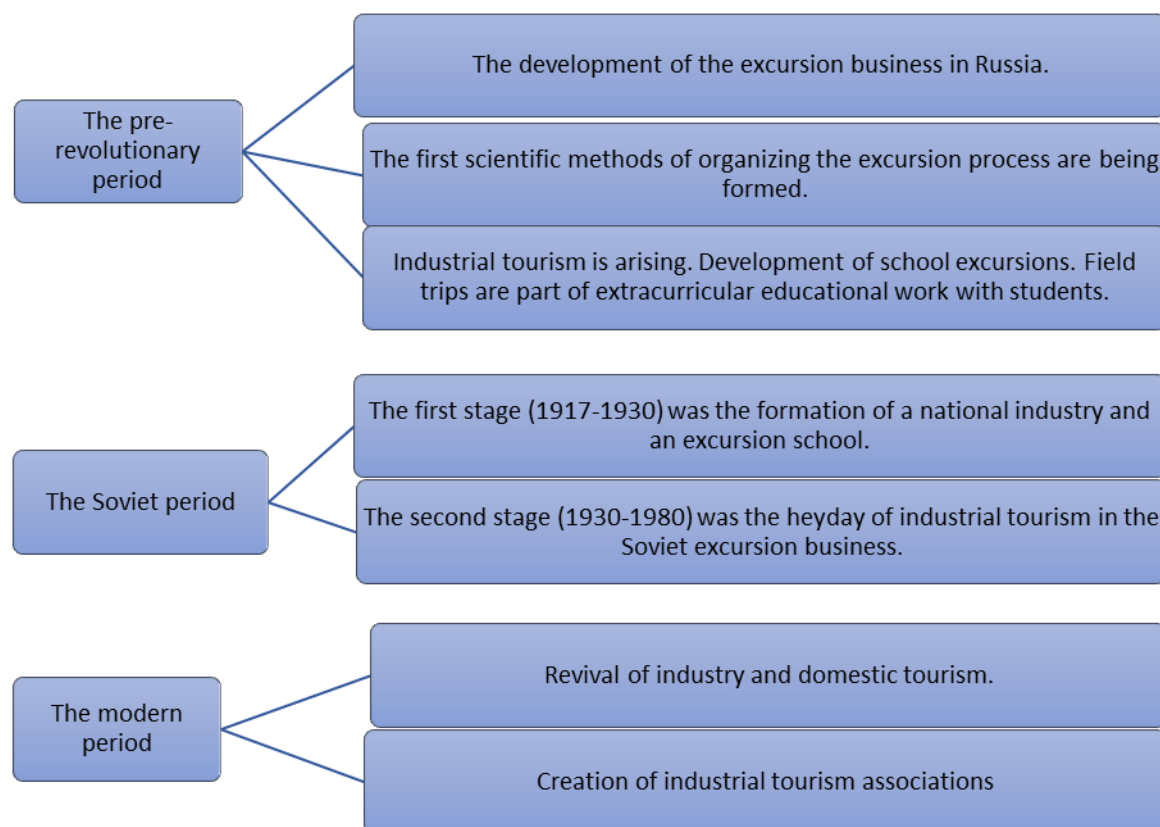 The pre-
revolutionary
period
The development of the excursion business in Russia.
The first scientific methods of organizing the excursion process are being
formed.
Industrial tourism is arising. Development of school excursions. Field
trips are part of extracurricular educational work with students.
The Soviet period
The first stage (1917-1930) was the formation of a national industry and
an excursion school.
The second stage (1930-1980) was the heyday of industrial tourism in the
Soviet excursion business.
The modern
period
Revival of industry and domestic tourism.
Creation of industrial tourism associations